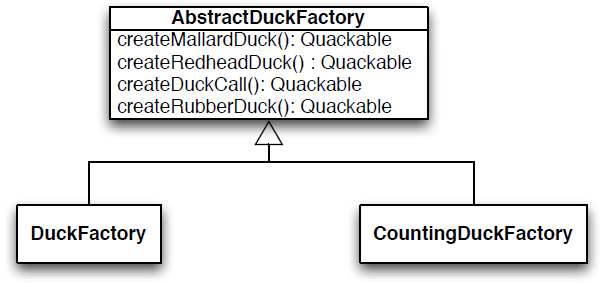 AbstractDuckFactory
createMallardDuck(): Quackable
createRedheadDuck() : Quackable
createDuckCall(): Quackable
createRubberDuck(): Quackable
DuckFactory
CountingDuckFactory